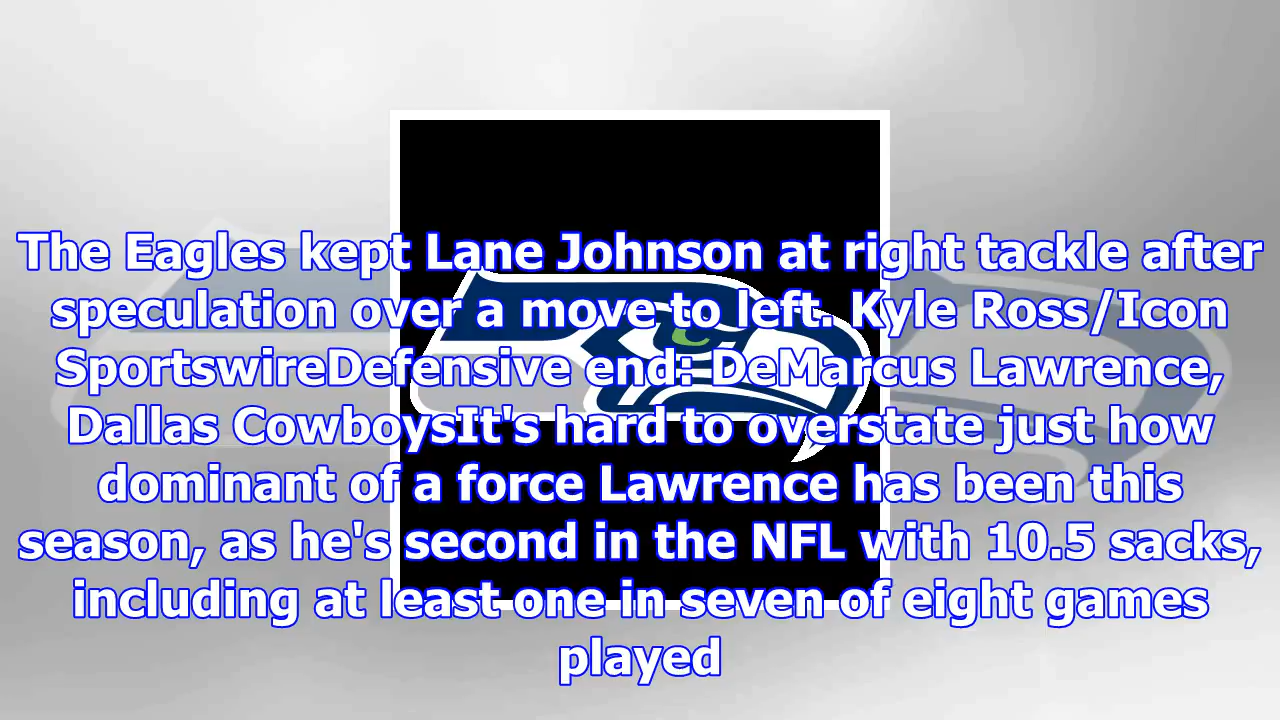 The Eagles kept Lane Johnson at right tackle after
speculation over a move to left. Kyle Ross/Icon
SportswireDefensive end: DeMarcus Lawrence,
Dallas CowboysIt's hard to overstate just how
dominant of a force Lawrence has been this
season, as he's second in the NFL with 10.5 sacks,
including at least one in seven of eight games
played